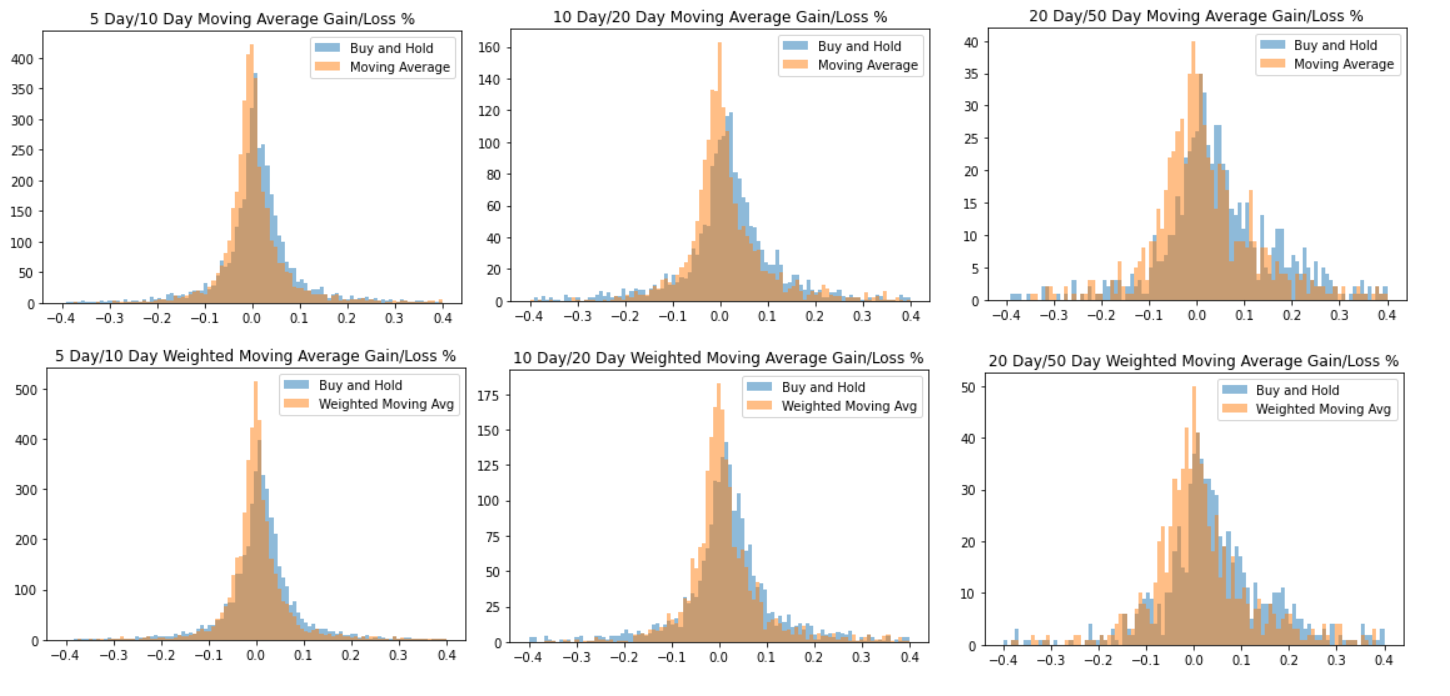 5 Day/10 Day Moving Average Gain/Loss %
Buy and Hold
Moving Average
400
350
300
250
200
150
100
50
0
−0.4 −0.3 −0.2 −0.1 0.0 0.1 0.2 0.3 0.4
10 Day/20 Day Moving Average Gain/Loss %
Buy and Hold
Moving Average
160
140
120
100
80
60
40
20
0
−0.4 −0.3 −0.2 −0.1 0.0 0.1 0.2 0.3 0.4
20 Day/50 Day Moving Average Gain/Loss %
Buy and Hold
Moving Average
40
35
30
25
20
15
10
5
0
−0.4 −0.3 −0.2 −0.1 0.0 0.1 0.2 0.3 0.4
5 Day/10 Day Weighted Moving Average Gain/Loss %
Buy and Hold
Weighted Moving Avg
500
400
300
200
100
0
−0.4 −0.3 −0.2 −0.1 0.0 0.1 0.2 0.3 0.4
10 Day/20 Day Weighted Moving Average Gain/Loss %
Buy and Hold
Weighted Moving Avg
175
150
125
100
75
50
25
0
−0.4 −0.3 −0.2 −0.1 0.0 0.1 0.2 0.3 0.4
20 Day/50 Day Weighted Moving Average Gain/Loss %
Buy and Hold
Weighted Moving Avg
50
40
30
20
10
0
−0.4 −0.3 −0.2 −0.1 0.0 0.1 0.2 0.3 0.4